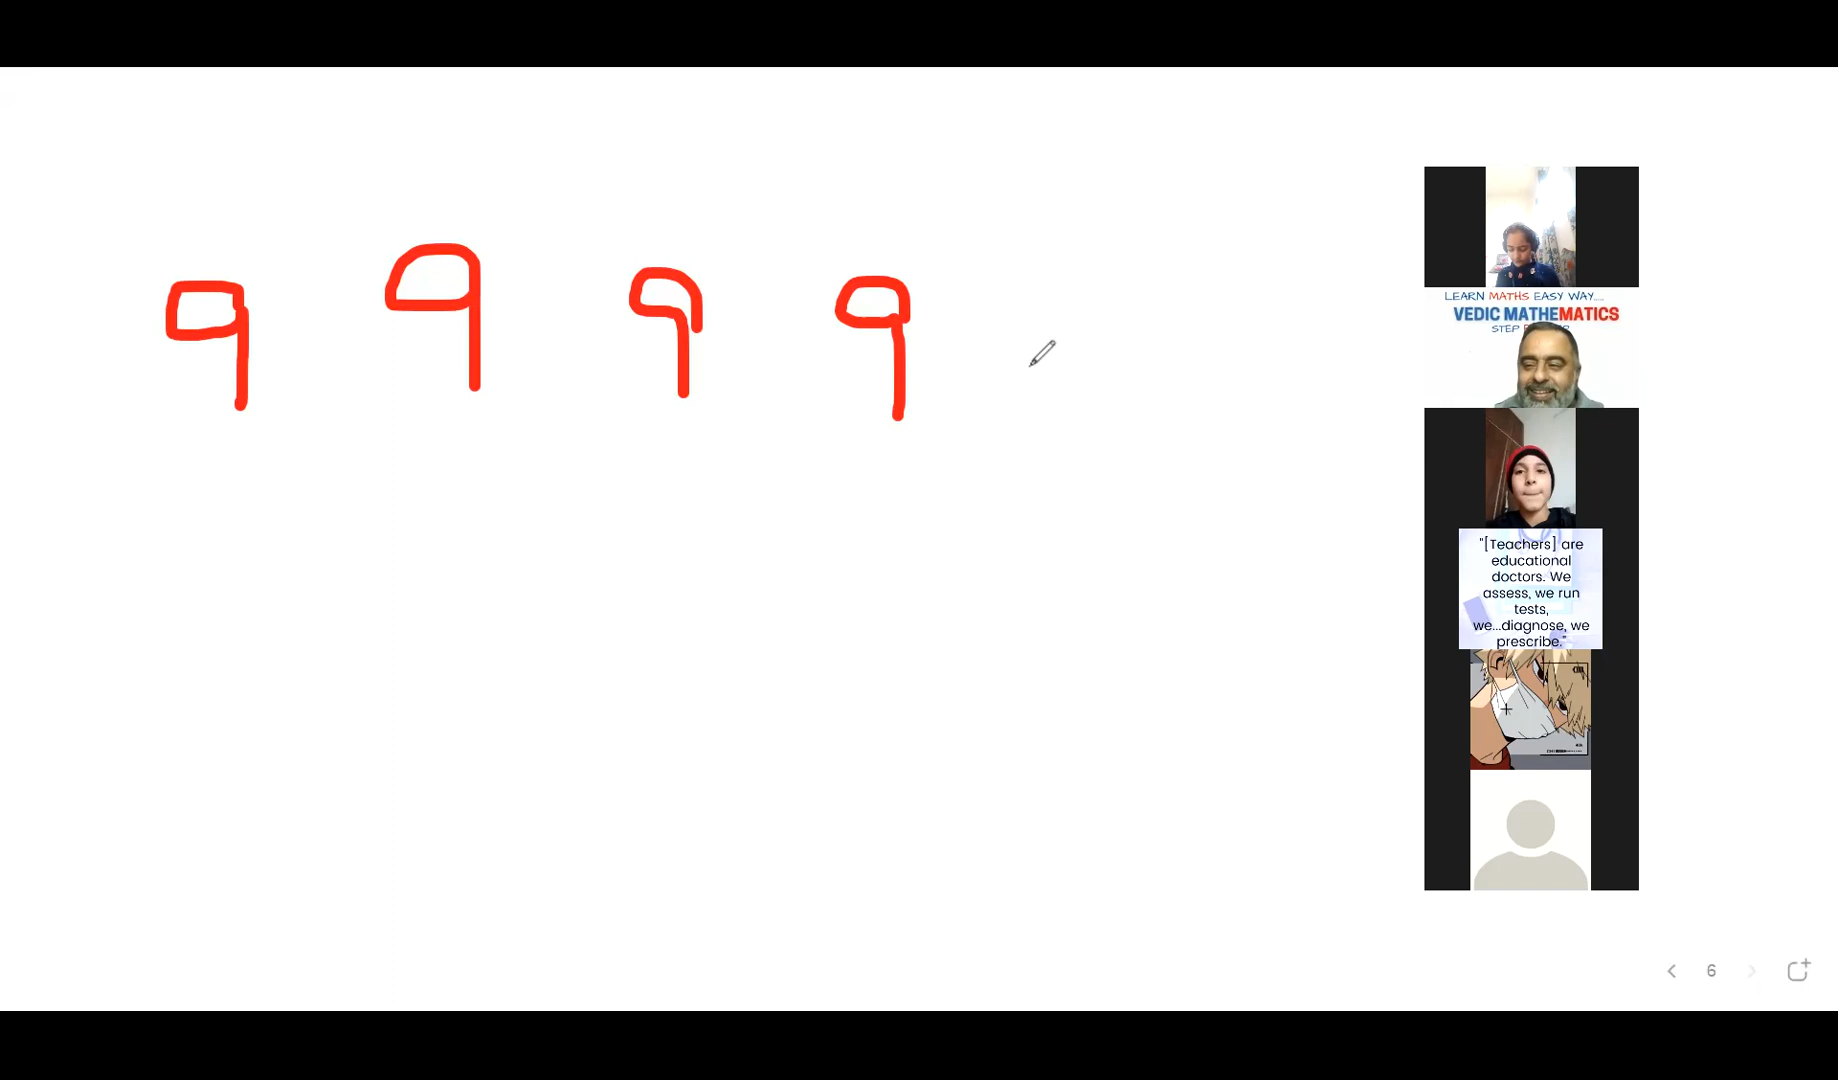 9 9 9 9
LEARN MATHS EASY WAY....
VEDIC MATHEMATICS
STEP
"[Teachers] are
educational
doctors. We
assess, we run
tests,
we...diagnose, we
prescribe."
6